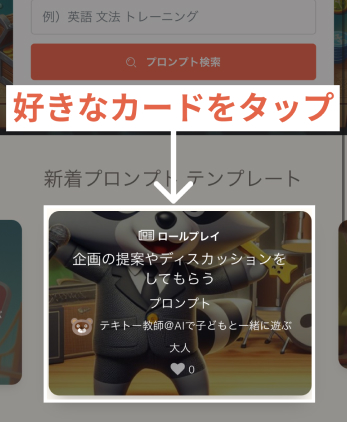 例）英語 文法 トレーニング
プロンプト検索
好きなカードをタップ
新着プロンプト テンプレート
ロールプレイ
企画の提案やディスカッションを
してもらう
プロンプト
テキトー教師@AIで子どもと一緒に遊ぶ
大人
0